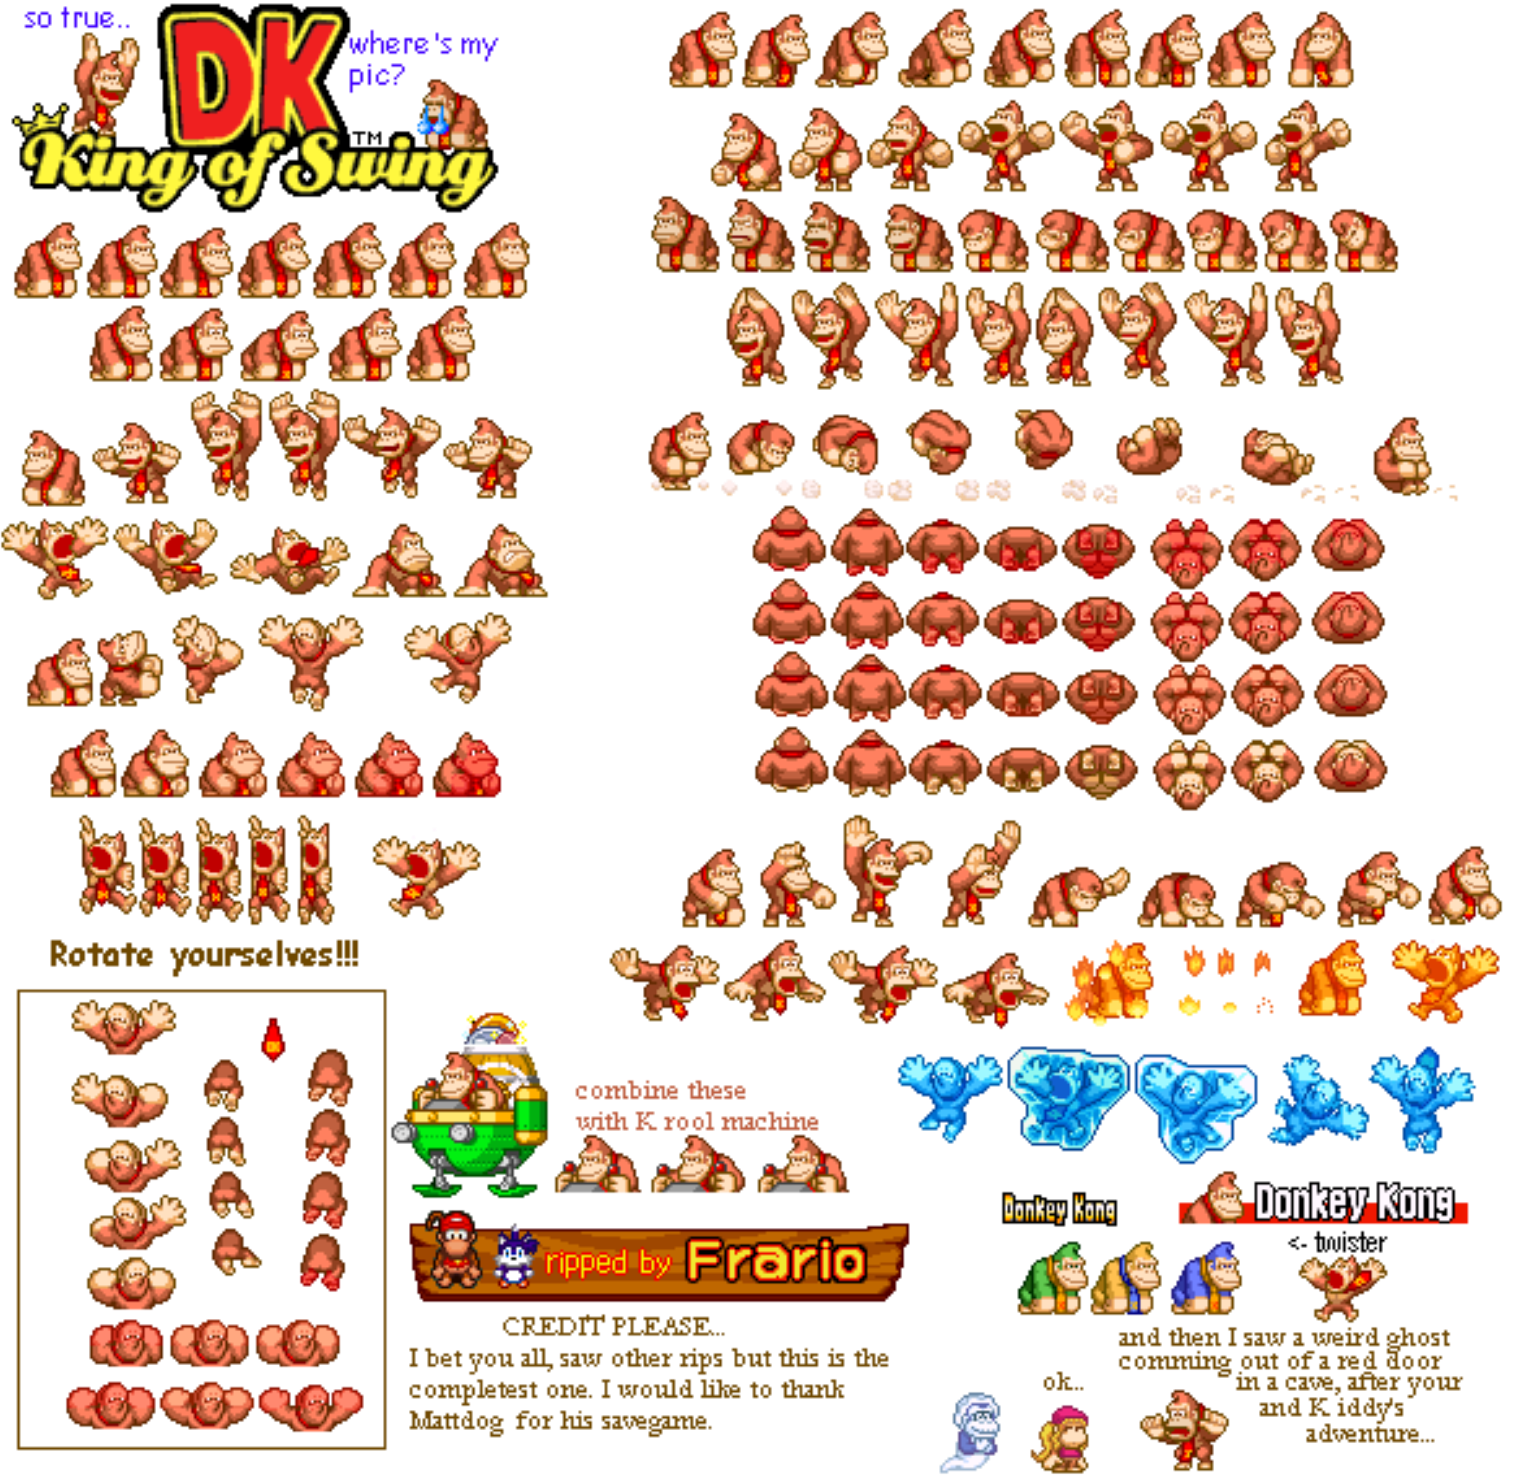 so true..
where's my
pic?
DK
TM
King of Swing
Rotate yourselves!!!
combine these
with K rool machine
ripped by Frario
CREDIT PLEASE...
I bet you all, saw other rips but this is the
completest one. I would like to thank
Mattdog for his savegame.
Donkey Kong
Donkey Kong
<- twister
and then I saw a weird ghost
comming out of a red door
in a cave, after your
and K iddy's
adventure...
ok..